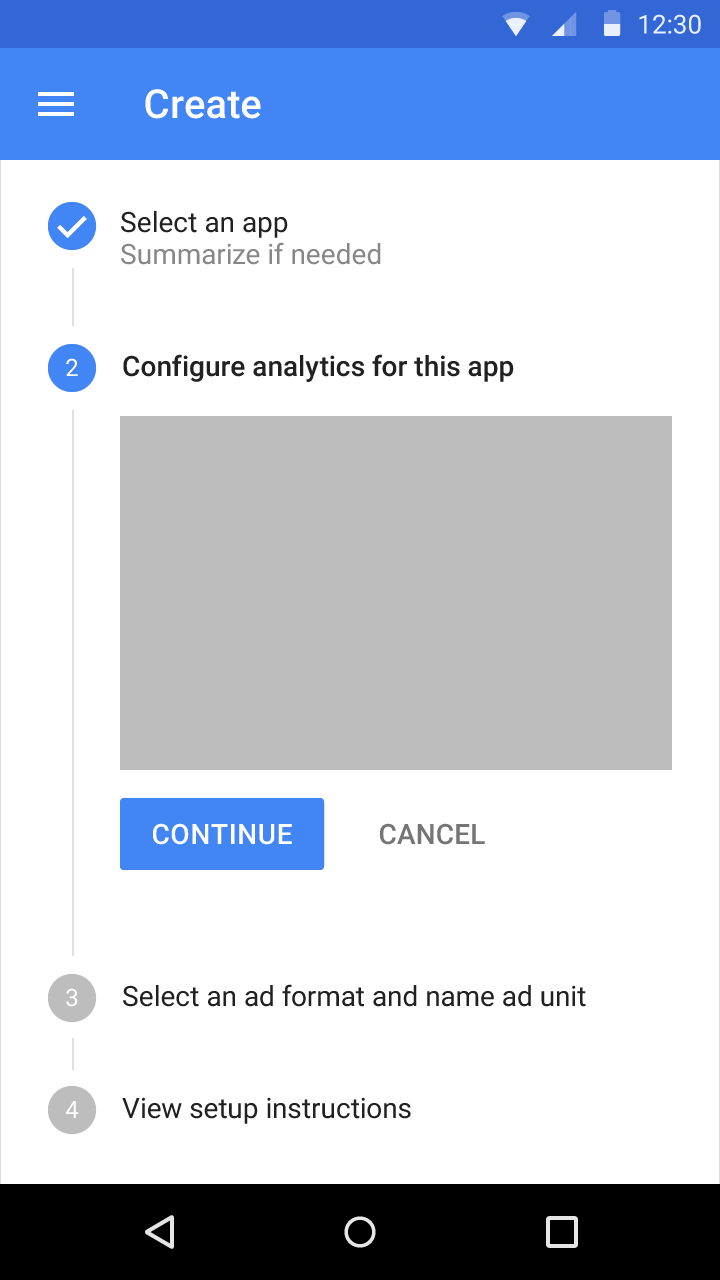 12:30
Create
Select an app
Summarize if needed
2
Configure analytics for this app
CONTINUE
CANCEL
3
Select an ad format and name ad unit
4
View setup instructions